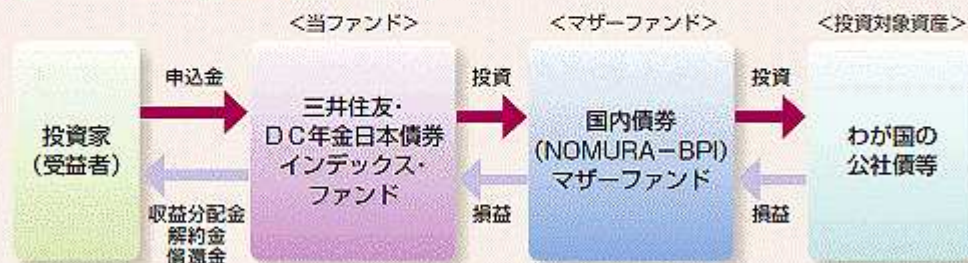 <当ファンド>
<マザーファンド>
<投資対象資産>
投資家
(受益者)
申込金
収益分配金
解約金
償還金
三井住友・
DC年金日本債券
インデックス・
ファンド
投資
損益
国内債券
(NOMURA－BPI)
マザーファンド
投資
損益
わが国の
公社債等